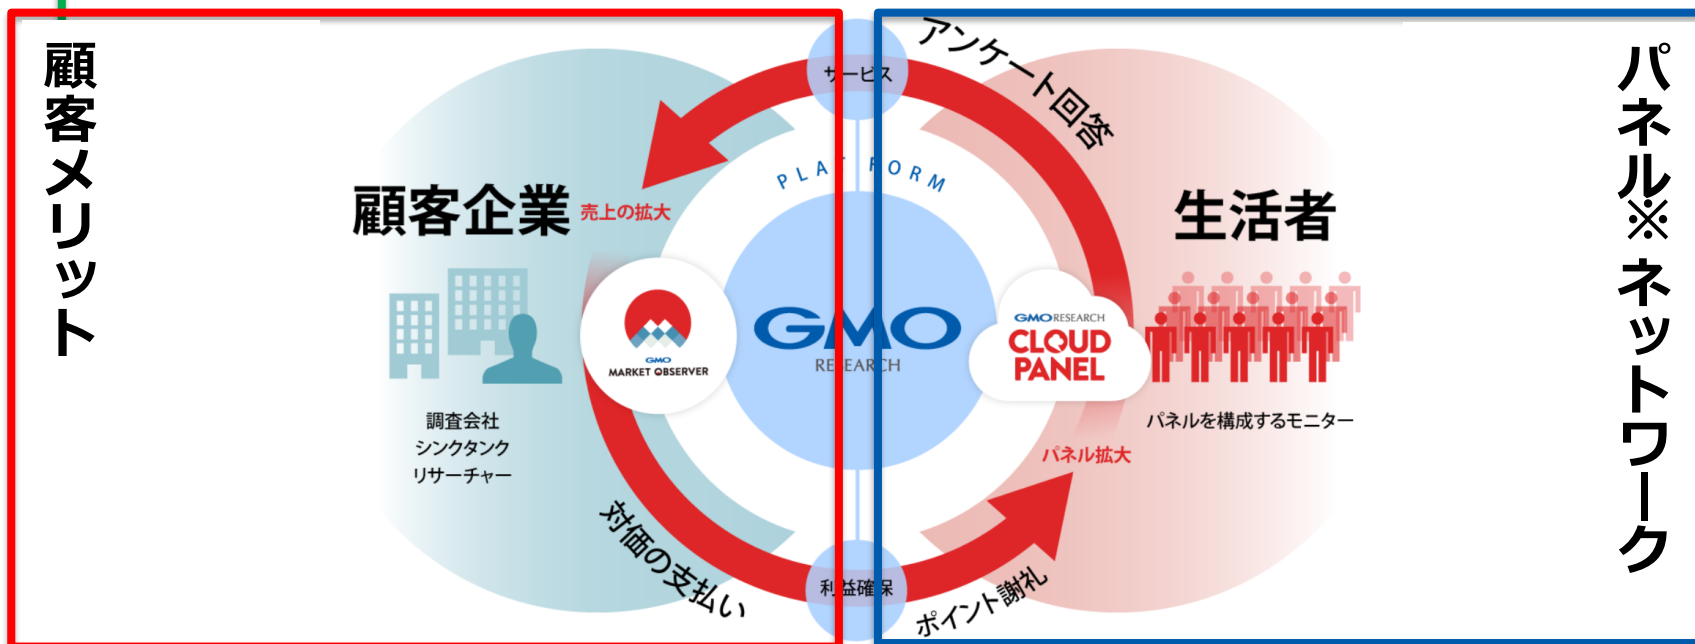 顧客メリット
サービス
アンケート回答
パネル※ネットワーク
PLATFORM
顧客企業
売上の拡大
生活者
GMO
MARKET OBSERVER
GMO
RESEARCH
GMO RESEARCH
CLOUD
PANEL
調査会社
シンクタンク
リサーチャー
パネルを構成するモニター
パネル拡大
対価の支払い
利益確保
ポイント謝礼